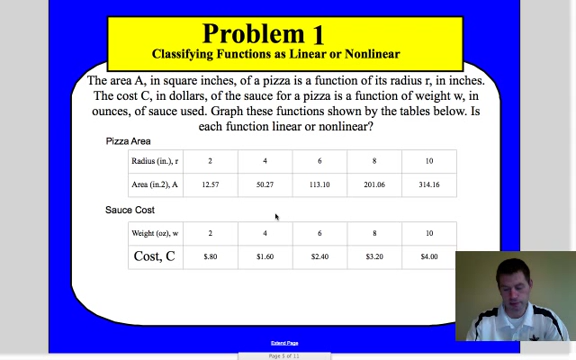 Problem 1
Classifying Functions as Linear or Nonlinear
The area A, in square inches, of a pizza is a function of its radius r, in inches.
The cost C, in dollars, of the sauce for a pizza is a function of weight w, in
ounces, of sauce used. Graph these functions shown by the tables below. Is
each function linear or nonlinear?
Pizza Area
Radius (in.), r 2 4 6 8 10
Area (in.2), A 12.57 50.27 113.10 201.06 314.16
Sauce Cost
Weight (oz), w 2 4 6 8 10
Cost, C $.80 $1.60 $2.40 $3.20 $4.00
Extend Page
Page 5 of 11